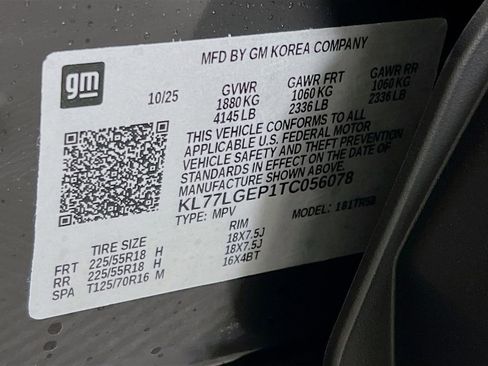 gm
MFD BY GM KOREA COMPANY
10/25 GVWR GAWR FRT GAWR RR
1880 KG 1060 KG 1060 KG
4145 LB 2336 LB 2336 LB
THIS VEHICLE CONFORMS TO ALL
APPLICABLE U.S. FEDERAL MOTOR
VEHICLE SAFETY AND THEFT PREVENTION
STANDARDS IN EFFECT ON THE DATE OF
MANUFACTURE SHOWN ABOVE.
KL77LGEP1TC056078
TYPE: MPV MODEL: 1B1TR58
TIRE SIZE RIM
FRT 225/55R18 H 18X7.5J
RR 225/55R18 H 18X7.5J
SPA T125/70R16 M 16X4BT